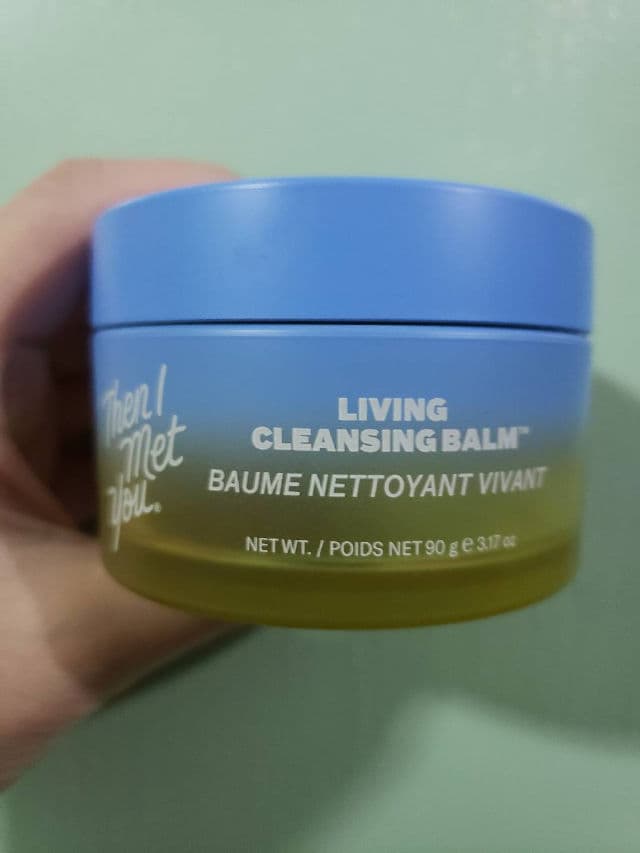 Then I
Met
You.
LIVING
CLEANSING BALM™
BAUME NETTOYANT VIVANT
NET WT. / POIDS NET 90 g e 3.17 oz